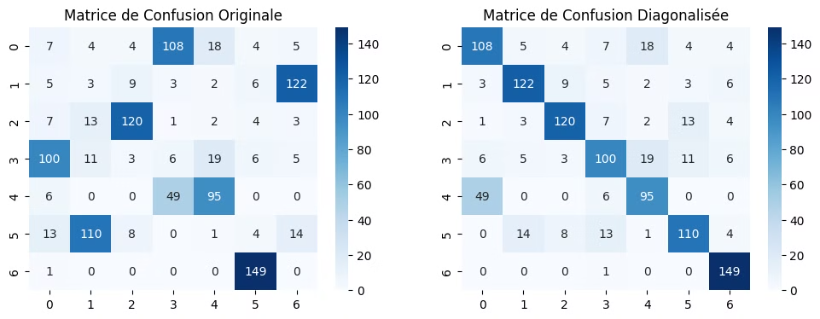 Matrice de Confusion Originale
0 7 4 4 108 18 4 5
1 5 3 9 3 2 6 122
2 7 13 120 1 2 4 3
3 100 11 3 6 19 6 5
4 6 0 0 49 95 0 0
5 13 110 8 0 1 4 14
6 1 0 0 0 0 149 0
0 1 2 3 4 5 6
140
120
100
80
60
40
20
0
Matrice de Confusion Diagonalisée
0 108 5 4 7 18 4 4
1 3 122 9 5 2 3 6
2 1 3 120 7 2 13 4
3 6 5 3 100 19 11 6
4 49 0 0 6 95 0 0
5 0 14 8 13 1 110 4
6 0 0 0 1 0 0 149
0 1 2 3 4 5 6
140
120
100
80
60
40
20
0